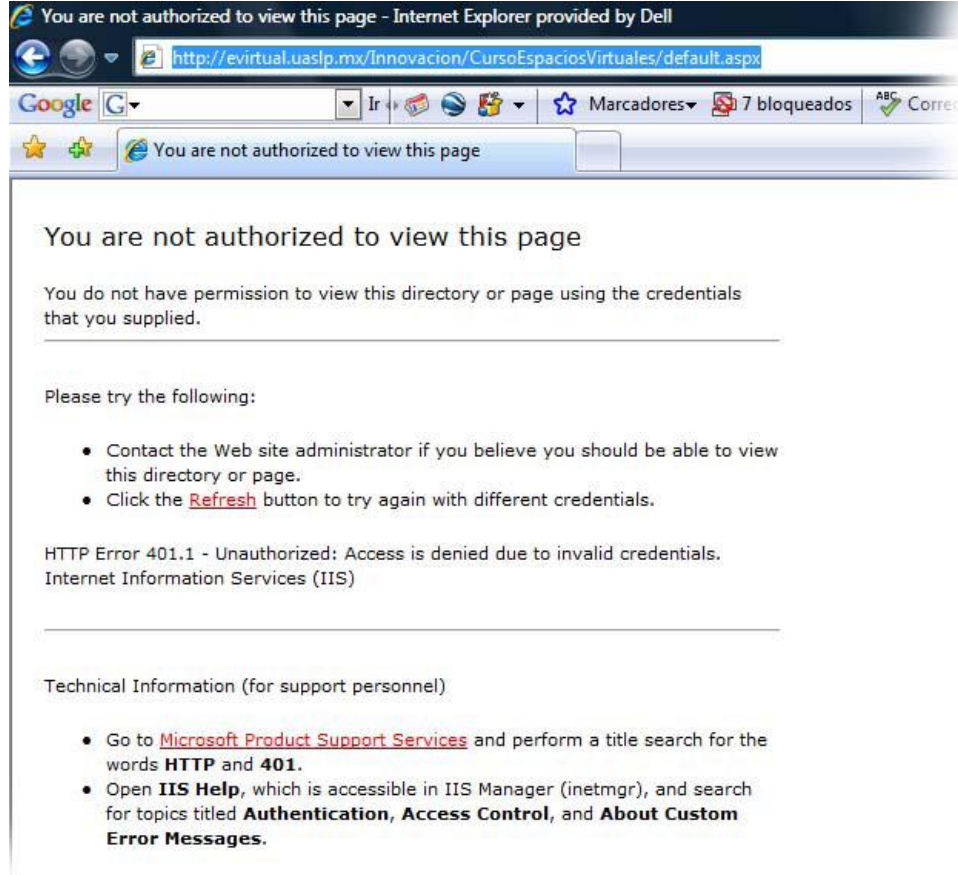 You are not authorized to view this page - Internet Explorer provided by Dell
http://evirtual.uaslp.mx/Innovacion/CursoEspaciosVirtuales/default.aspx
Google G Ir Marcadores 7 bloqueados ABC
You are not authorized to view this page
You are not authorized to view this page
You do not have permission to view this directory or page using the credentials
that you supplied.
Please try the following:
• Contact the Web site administrator if you believe you should be able to view
this directory or page.
• Click the Refresh button to try again with different credentials.
HTTP Error 401.1 - Unauthorized: Access is denied due to invalid credentials.
Internet Information Services (IIS)
Technical Information (for support personnel)
• Go to Microsoft Product Support Services and perform a title search for the
words HTTP and 401.
• Open IIS Help, which is accessible in IIS Manager (inetmgr), and search
for topics titled Authentication, Access Control, and About Custom
Error Messages.